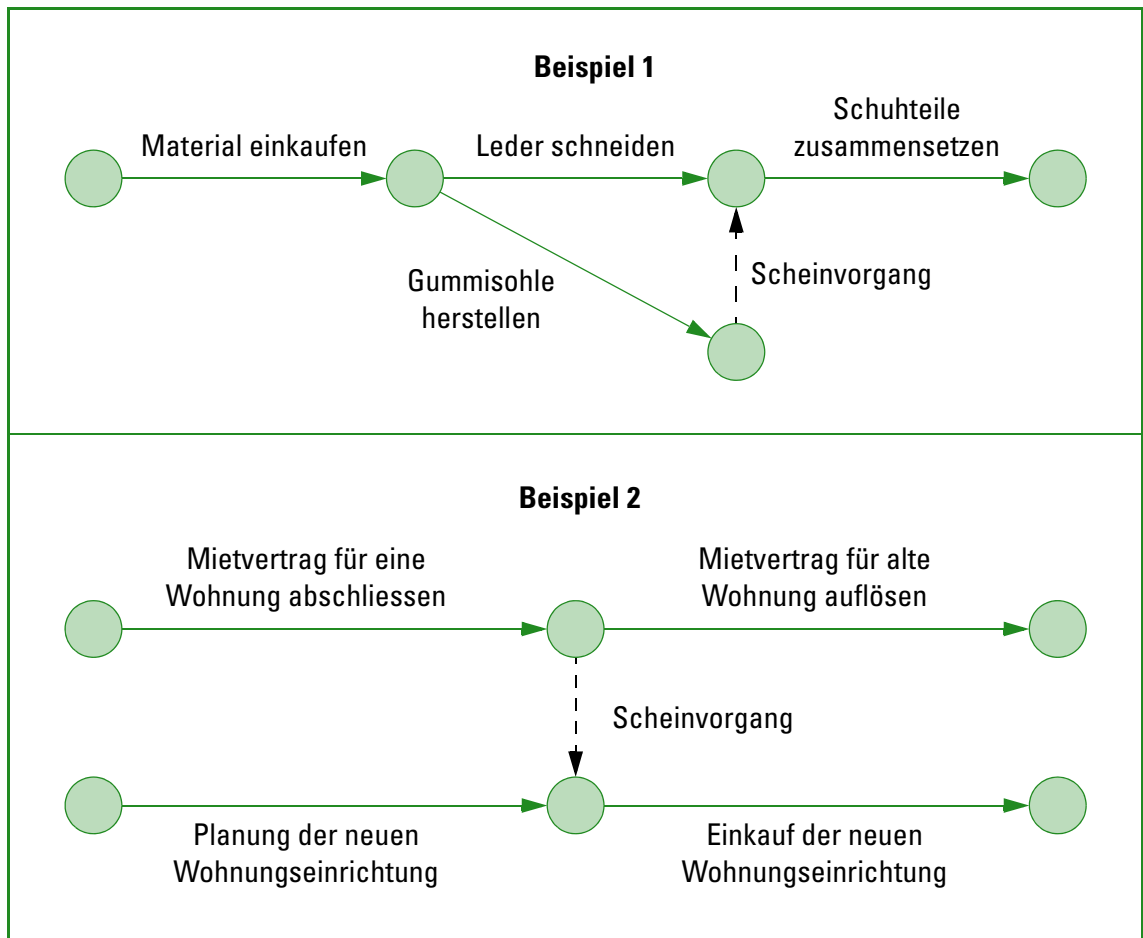 Beispiel 1
Material einkaufen
Leder schneiden
Schuhteile
zusammensetzen
Gummisohle
herstellen
Scheinvorgang
Beispiel 2
Mietvertrag für eine
Wohnung abschliessen
Mietvertrag für alte
Wohnung auflösen
Scheinvorgang
Planung der neuen
Wohnungseinrichtung
Einkauf der neuen
Wohnungseinrichtung